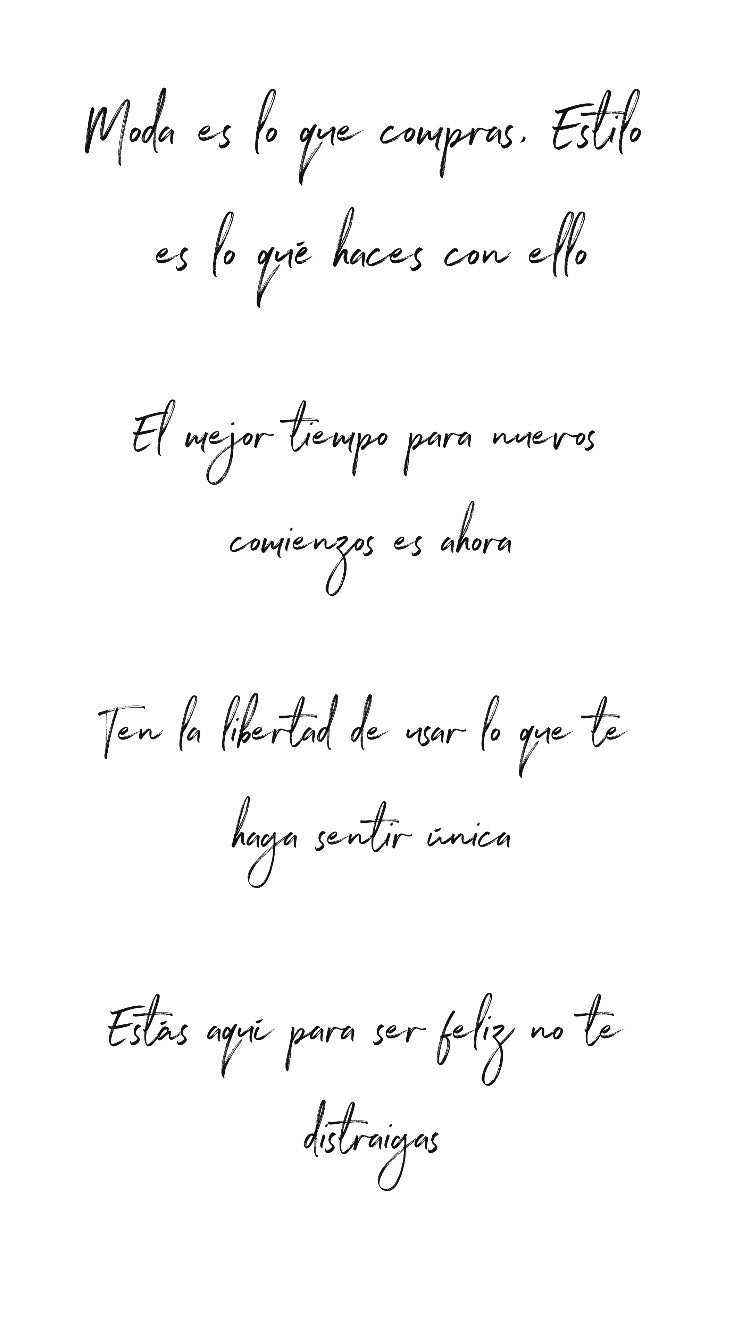 Moda es lo que compras. Estilo
es lo qué haces con ello
El mejor tiempo para nuevos
comienzos es ahora
Ten la libertad de usar lo que te
haga sentir única
Estás aquí para ser feliz no te
distraigas